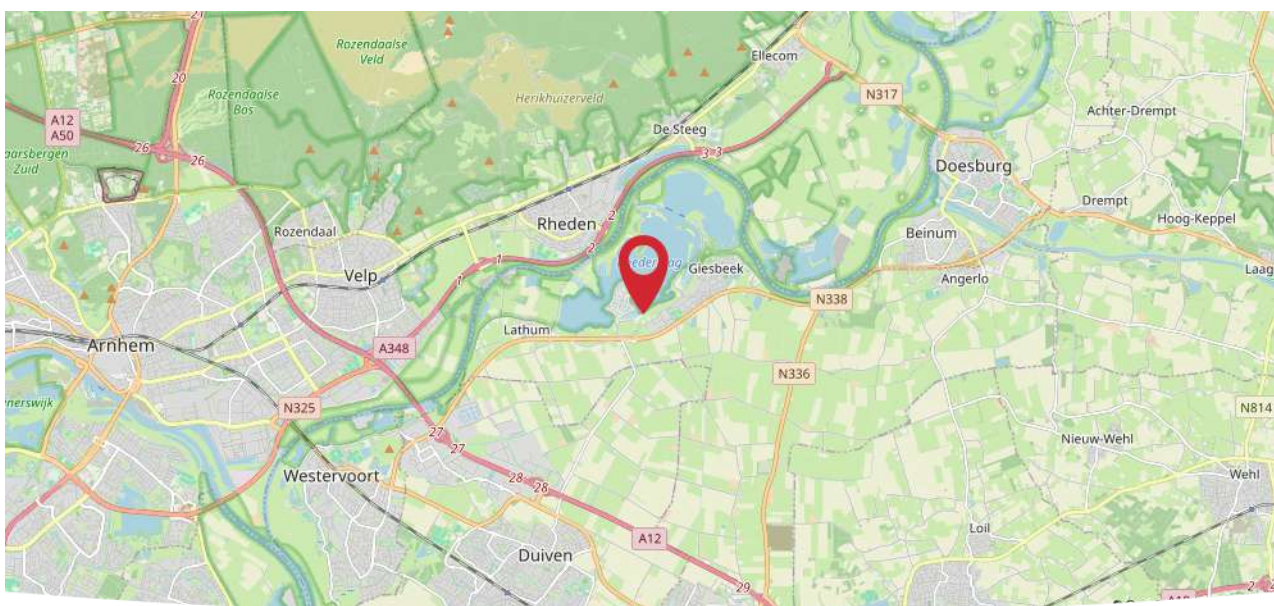 21
Rozendaalse
Veld
Ellecom
20
Rozendaalse
Bos
Herikhuizerveld
N317
Achter-Drempt
A12
A50
26
26
De Steeg
3
3
Zuid
Doesburg
Drempt
Hoog-Keppel
Rozendaal
Rheden
2
2
Beinum
Velp
1
1
Giesbeek
Angerlo
Laag
N338
Lathum
Arnhem
A348
N336
N325
N814
27
27
Nieuw-Wehl
28
28
Westervoort
Wehl
Loil
A12
Duiven
29
2